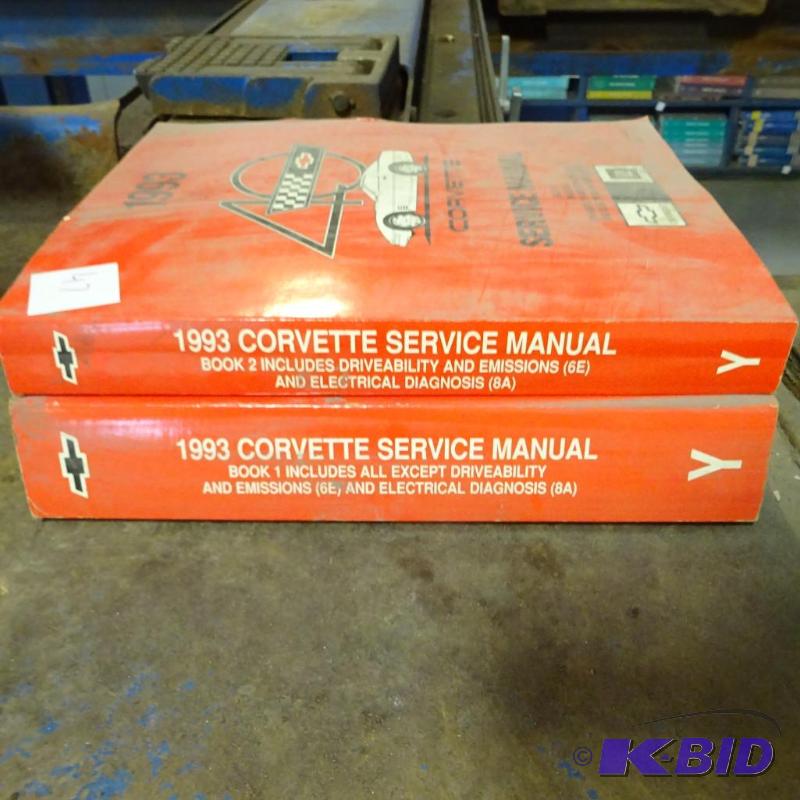 1993
40
CORVETTE
SERVICE MANUAL
1993 CORVETTE SERVICE MANUAL
BOOK 2 INCLUDES DRIVEABILITY AND EMISSIONS (6E)
AND ELECTRICAL DIAGNOSIS (8A)
Y
1993 CORVETTE SERVICE MANUAL
BOOK 1 INCLUDES ALL EXCEPT DRIVEABILITY
AND EMISSIONS (6E) AND ELECTRICAL DIAGNOSIS (8A)
Y
© K-BID